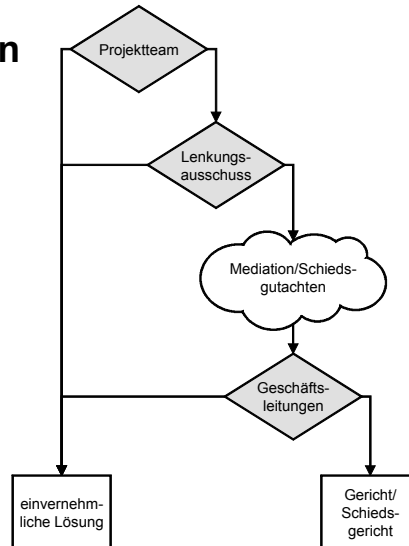 n
Projektteam
Lenkungs-
ausschuss
Mediation/Schieds-
gutachten
Geschäfts-
leitungen
einvernehm-
liche Lösung
Gericht/
Schieds-
gericht